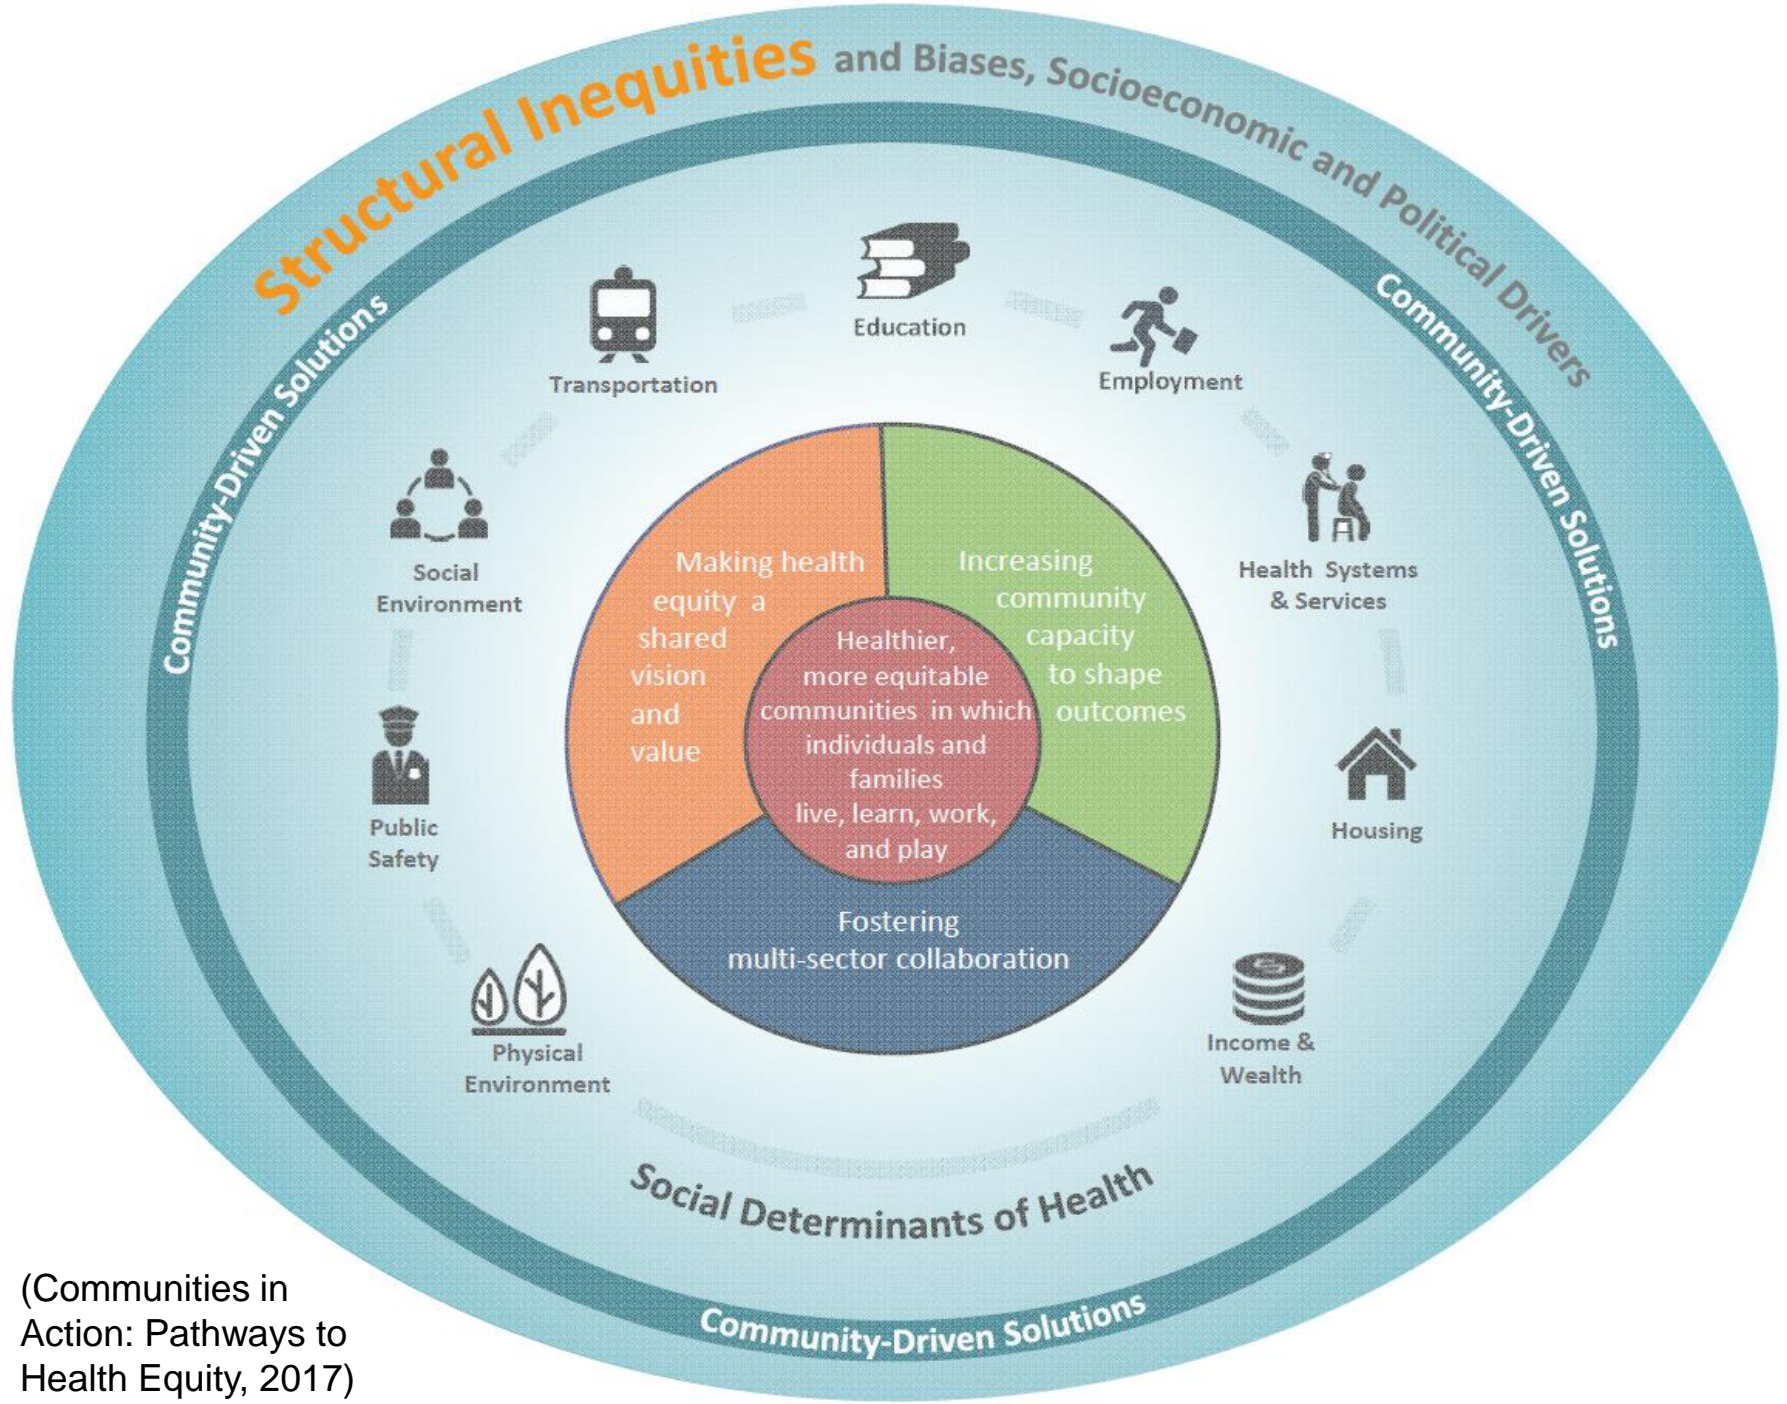 Structural Inequities and Biases, Socioeconomic and Political Drivers
Community-Driven Solutions
Community-Driven Solutions
Education
Transportation
Employment
Social
Environment
Health Systems
& Services
Public
Safety
Housing
Physical
Environment
Income &
Wealth
Making health
equity a
shared
vision
and
value
Increasing
community
capacity
to shape
outcomes
Healthier,
more equitable
communities in which
individuals and
families
live, learn, work,
and play
Fostering
multi-sector collaboration
Social Determinants of Health
Community-Driven Solutions
(Communities in
Action: Pathways to
Health Equity, 2017)